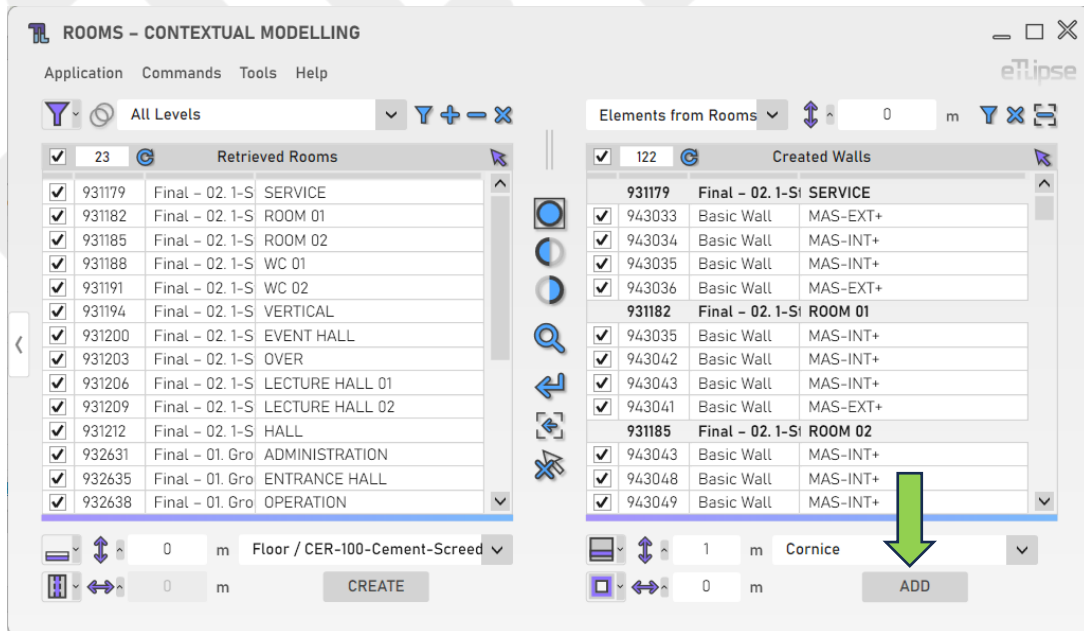 ROOMS – CONTEXTUAL MODELLING
Application Commands Tools Help
eTLipse
All Levels
23 Retrieved Rooms
931179 Final – 02. 1-S SERVICE
931182 Final – 02. 1-S ROOM 01
931185 Final – 02. 1-S ROOM 02
931188 Final – 02. 1-S WC 01
931191 Final – 02. 1-S WC 02
931194 Final – 02. 1-S VERTICAL
931200 Final – 02. 1-S EVENT HALL
931203 Final – 02. 1-S OVER
931206 Final – 02. 1-S LECTURE HALL 01
931209 Final – 02. 1-S LECTURE HALL 02
931212 Final – 02. 1-S HALL
932631 Final – 01. Gro ADMINISTRATION
932635 Final – 01. Gro ENTRANCE HALL
932638 Final – 01. Gro OPERATION
0 m Floor / CER-100-Cement-Screed
0 m CREATE
Elements from Rooms 0 m
122 Created Walls
931179 Final – 02. 1-St SERVICE
943033 Basic Wall MAS-EXT+
943034 Basic Wall MAS-INT+
943035 Basic Wall MAS-INT+
943036 Basic Wall MAS-EXT+
931182 Final – 02. 1-St ROOM 01
943035 Basic Wall MAS-INT+
943042 Basic Wall MAS-INT+
943043 Basic Wall MAS-INT+
943041 Basic Wall MAS-EXT+
931185 Final – 02. 1-St ROOM 02
943043 Basic Wall MAS-INT+
943048 Basic Wall MAS-INT+
943049 Basic Wall MAS-INT+
1 m Cornice
0 m ADD